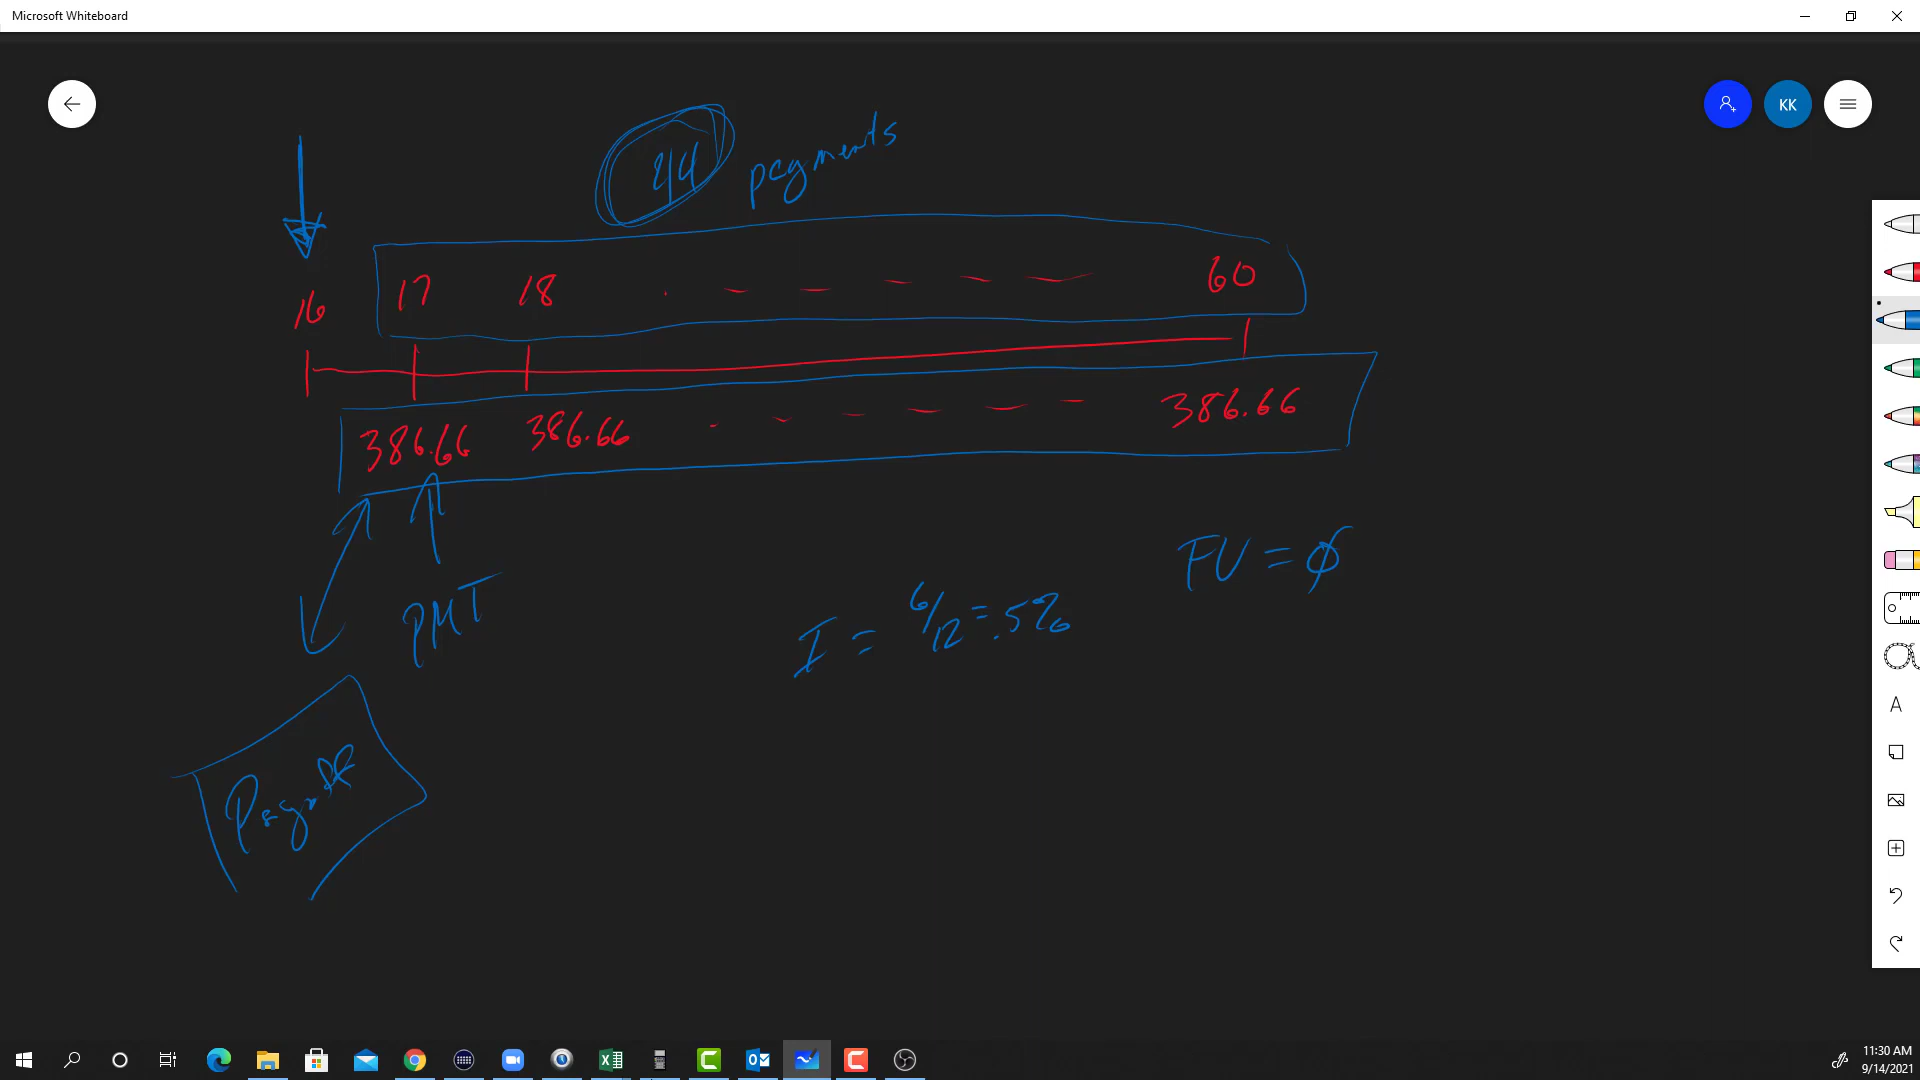 Microsoft Whiteboard
KK
44 payments
16 17 18 . - - - - - 60
386.66 386.66 . - - - - - 386.66
PMT
I = 6/12 = .5%
FV = ϕ
Payoff
A
11:30 AM
9/14/2021